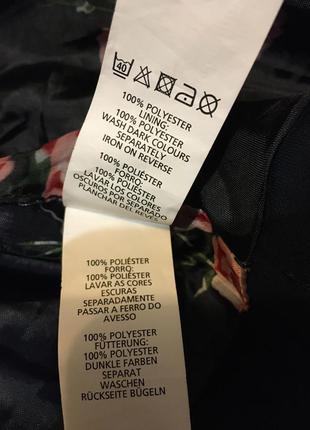 40
100% POLYESTER
LINING:
100% POLYESTER
WASH DARK COLOURS
SEPARATELY
IRON ON REVERSE
100% POLIÉSTER
FORRO:
100% POLIÉSTER
LAVAR LOS COLORES
OSCUROS POR SEPARADO
PLANCHAR DEL REVÉS
100% POLIÉSTER
FORRO:
100% POLIÉSTER
LAVAR AS CORES
ESCURAS
SEPARADAMENTE
PASSAR A FERRO DO
AVESSO
100% POLYESTER
FÜTTERUNG:
100% POLYESTER
DUNKLE FARBEN
SEPARAT
WASCHEN
RÜCKSEITE BÜGELN